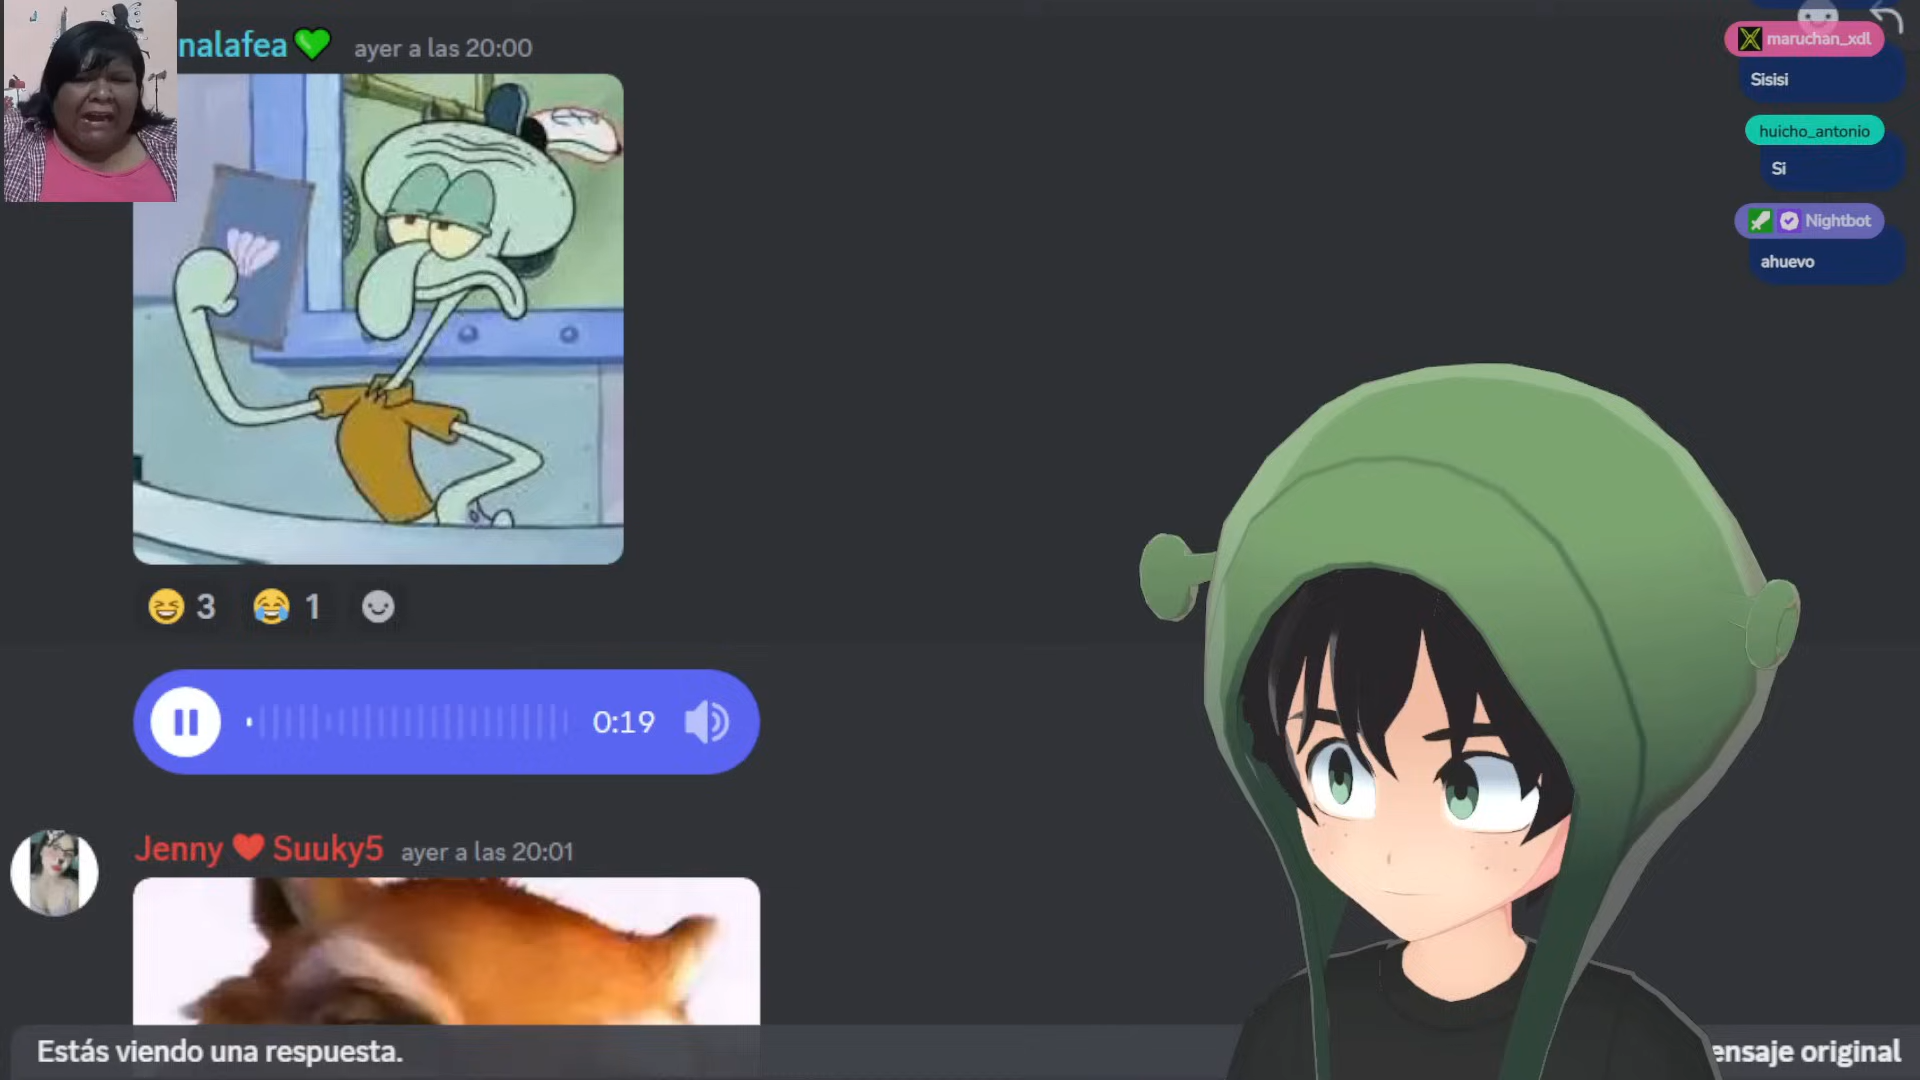 nalafea
ayer a las 20:00
3
1
0:19
Jenny Suuky5
ayer a las 20:01
Estás viendo una respuesta.
ensaje original
maruchan_xdl
Sisisi
huicho_antonio
Si
Nightbot
ahuevo